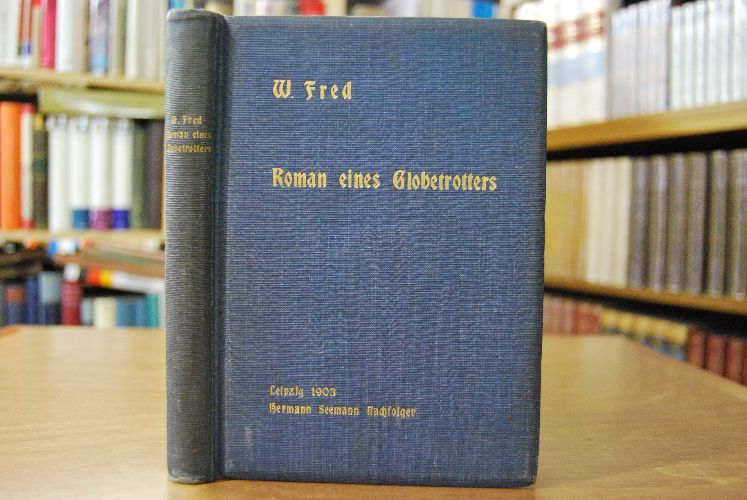 W. Fred
Roman eines
Globetrotters
W. Fred
Roman eines Globetrotters
Leipzig 1903
Hermann Seemann Nachfolger